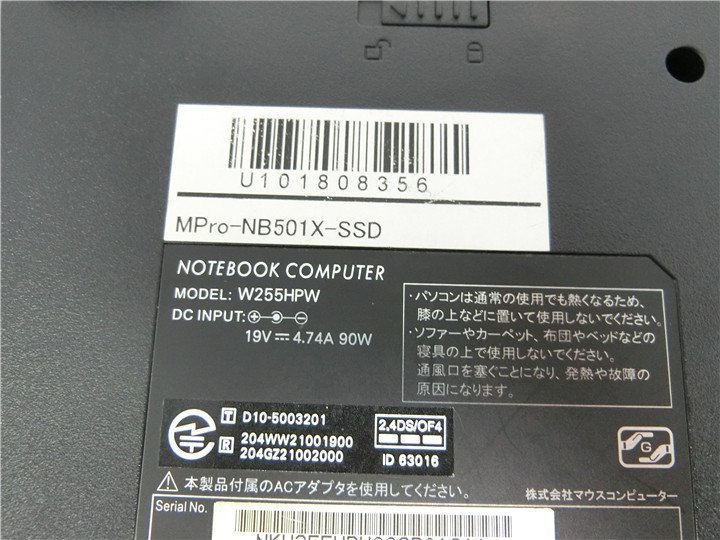 U101808356
MPro-NB501X-SSD
NOTEBOOK COMPUTER
MODEL: W255HPW
DC INPUT:
19V 4.74A 90W
・パソコンは通常の使用でも熱くなるため、
膝の上などに置いて使用しないでください。
・ソファーやカーペット、布団やベッドなどの
寝具の上で使用しないでください。
通風口を塞ぐことになり、発熱や故障の
原因になります。
T D10-5003201
R 204WW21001900
204GZ21002000
2.4DS/OF4
ID 63016
G
本製品付属のACアダプタを使用してください。
株式会社マウスコンピューター
Serial No.